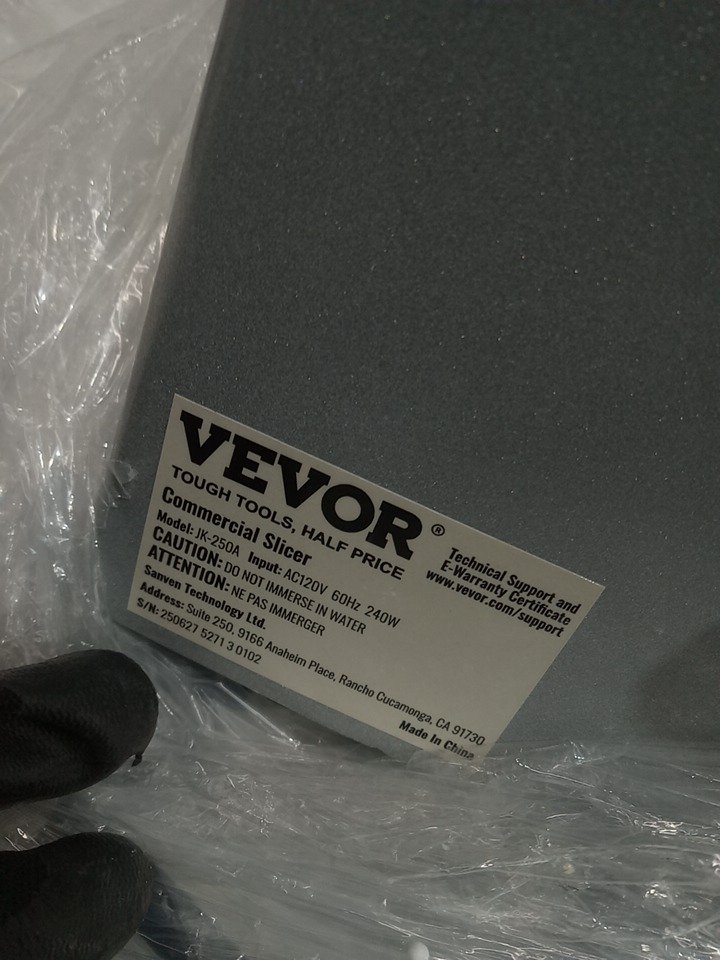 VEVOR®
TOUGH TOOLS, HALF PRICE
Commercial Slicer
Model: JK-250A Input: AC120V 60Hz 240W
CAUTION: DO NOT IMMERSE IN WATER
ATTENTION: NE PAS IMMERGER
Sanven Technology Ltd.
Address: Suite 250, 9166 Anaheim Place, Rancho Cucamonga, CA 91730
S/N: 250627 5271 3 0102
Made In China
Technical Support and
E-Warranty Certificate
www.vevor.com/support